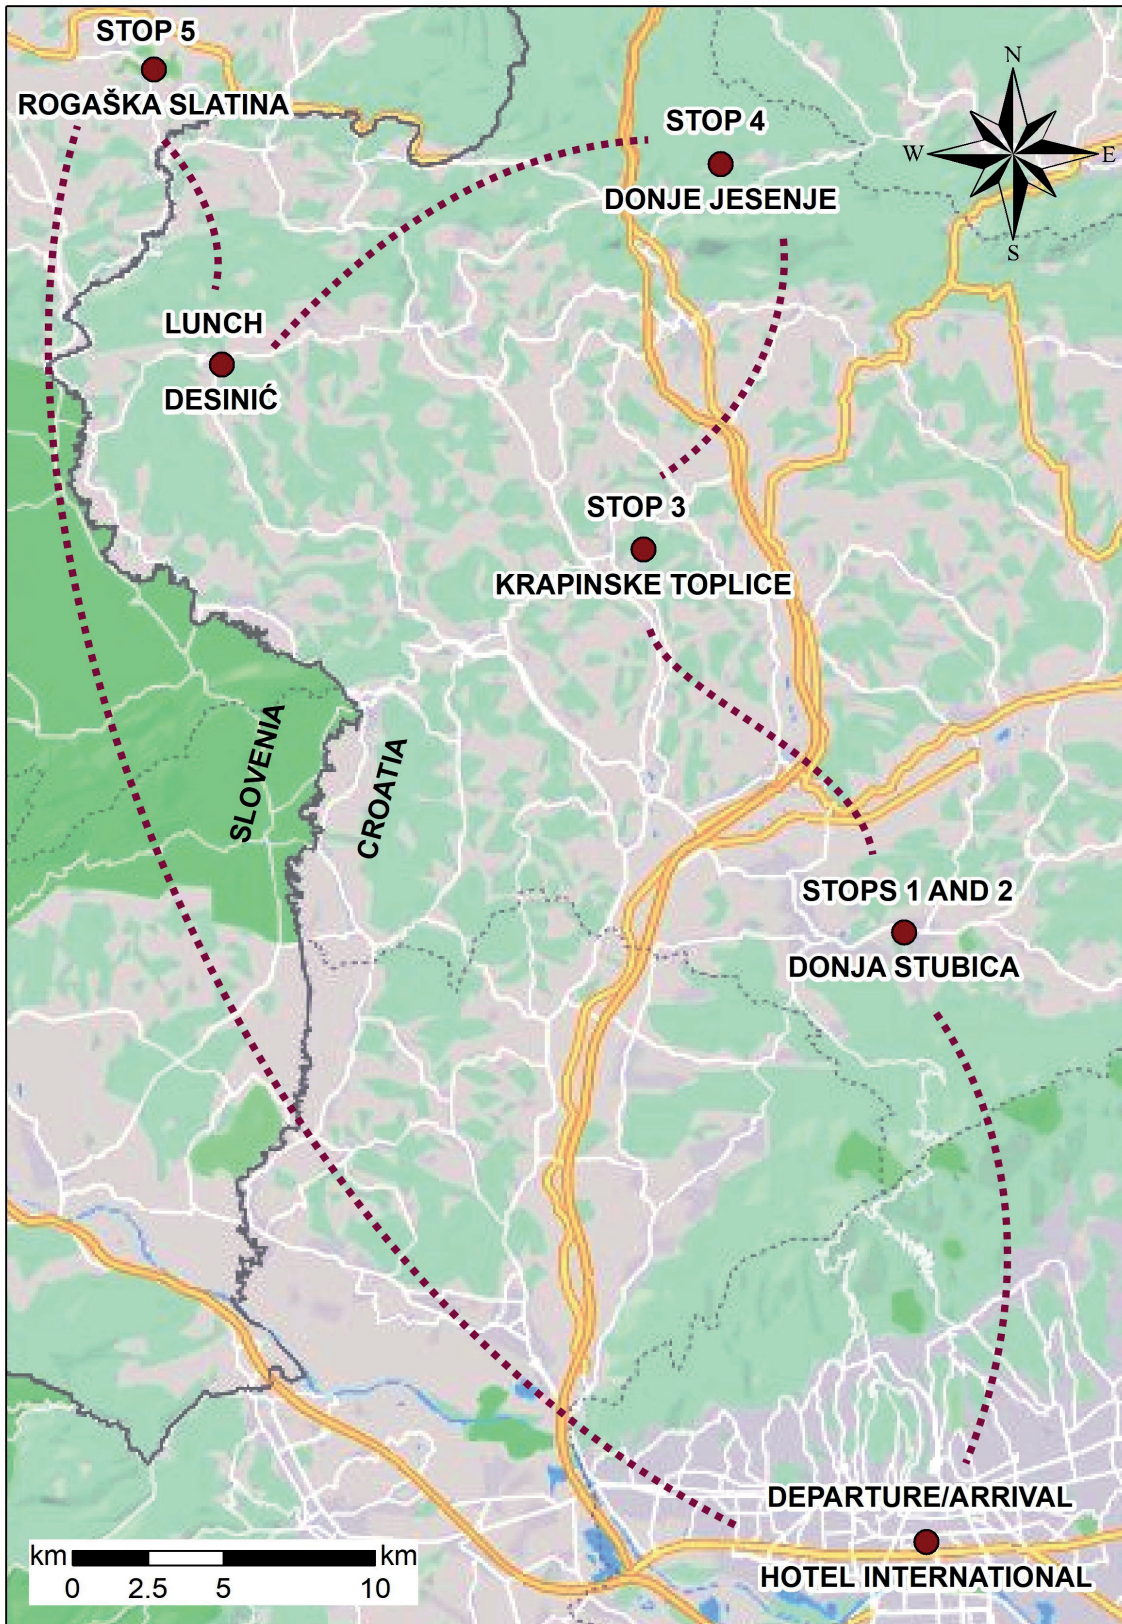 STOP 5
ROGAŠKA SLATINA
STOP 4
DONJE JESENJE
N
W
E
S
LUNCH
DESINIĆ
STOP 3
KRAPINSKE TOPLICE
SLOVENIA
CROATIA
STOPS 1 AND 2
DONJA STUBICA
DEPARTURE/ARRIVAL
HOTEL INTERNATIONAL
km km
0 2.5 5 10